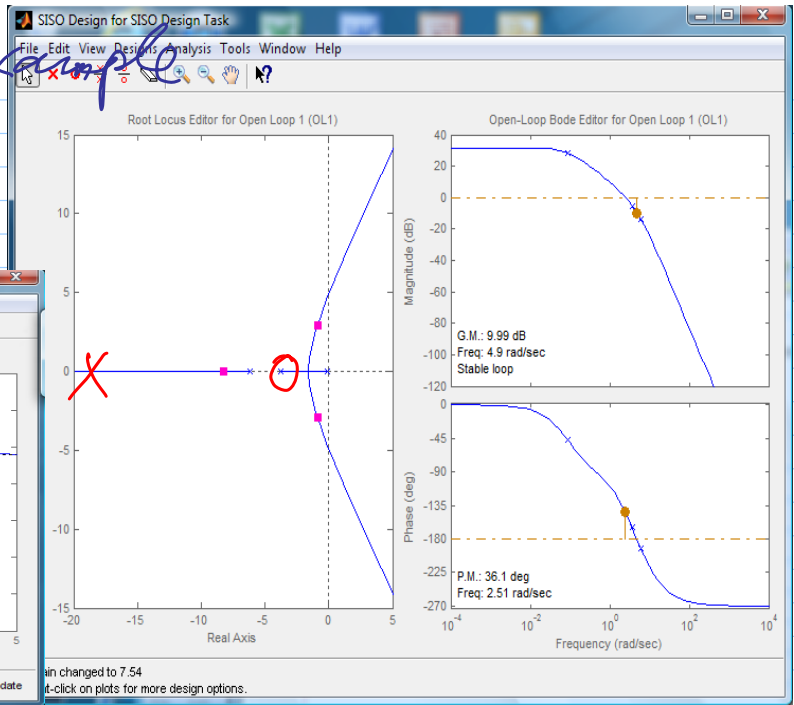 SISO Design for SISO Design Task
File Edit View Designs Analysis Tools Window Help
Root Locus Editor for Open Loop 1 (OL1)
15
10
5
0
-5
-10
-15
-20 -15 -10 -5 0 5
Real Axis
Open-Loop Bode Editor for Open Loop 1 (OL1)
40
20
0
-20
-40
-60
-80
-100
-120
Magnitude (dB)
G.M.: 9.99 dB
Freq: 4.9 rad/sec
Stable loop
0
-45
-90
-135
-180
-225
-270
Phase (deg)
P.M.: 36.1 deg
Freq: 2.51 rad/sec
10^-4 10^-2 10^0 10^2 10^4
Frequency (rad/sec)
5
date
ain changed to 7.54
t-click on plots for more design options.